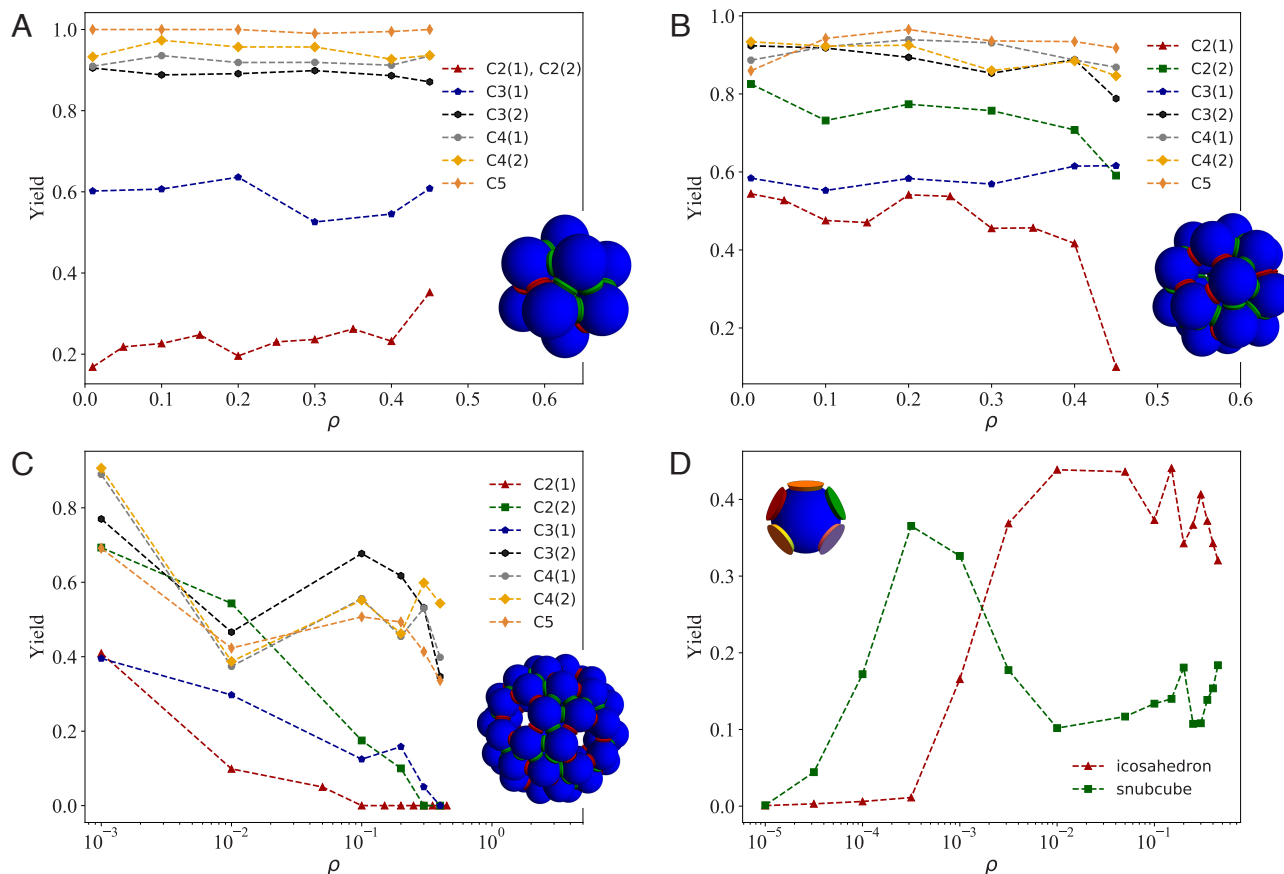 A
Yield
1.0
0.8
0.6
0.4
0.2
0.0
0.1
0.2
0.3
0.4
0.5
0.6
ρ
C2(1), C2(2)
C3(1)
C3(2)
C4(1)
C4(2)
C5
B
Yield
1.0
0.8
0.6
0.4
0.2
0.0
0.1
0.2
0.3
0.4
0.5
0.6
ρ
C2(1)
C2(2)
C3(1)
C3(2)
C4(1)
C4(2)
C5
C
Yield
0.8
0.6
0.4
0.2
0.0
10⁻³
10⁻²
10⁻¹
10⁰
ρ
C2(1)
C2(2)
C3(1)
C3(2)
C4(1)
C4(2)
C5
D
Yield
0.4
0.3
0.2
0.1
0.0
10⁻⁵
10⁻⁴
10⁻³
10⁻²
10⁻¹
ρ
icosahedron
snubcube